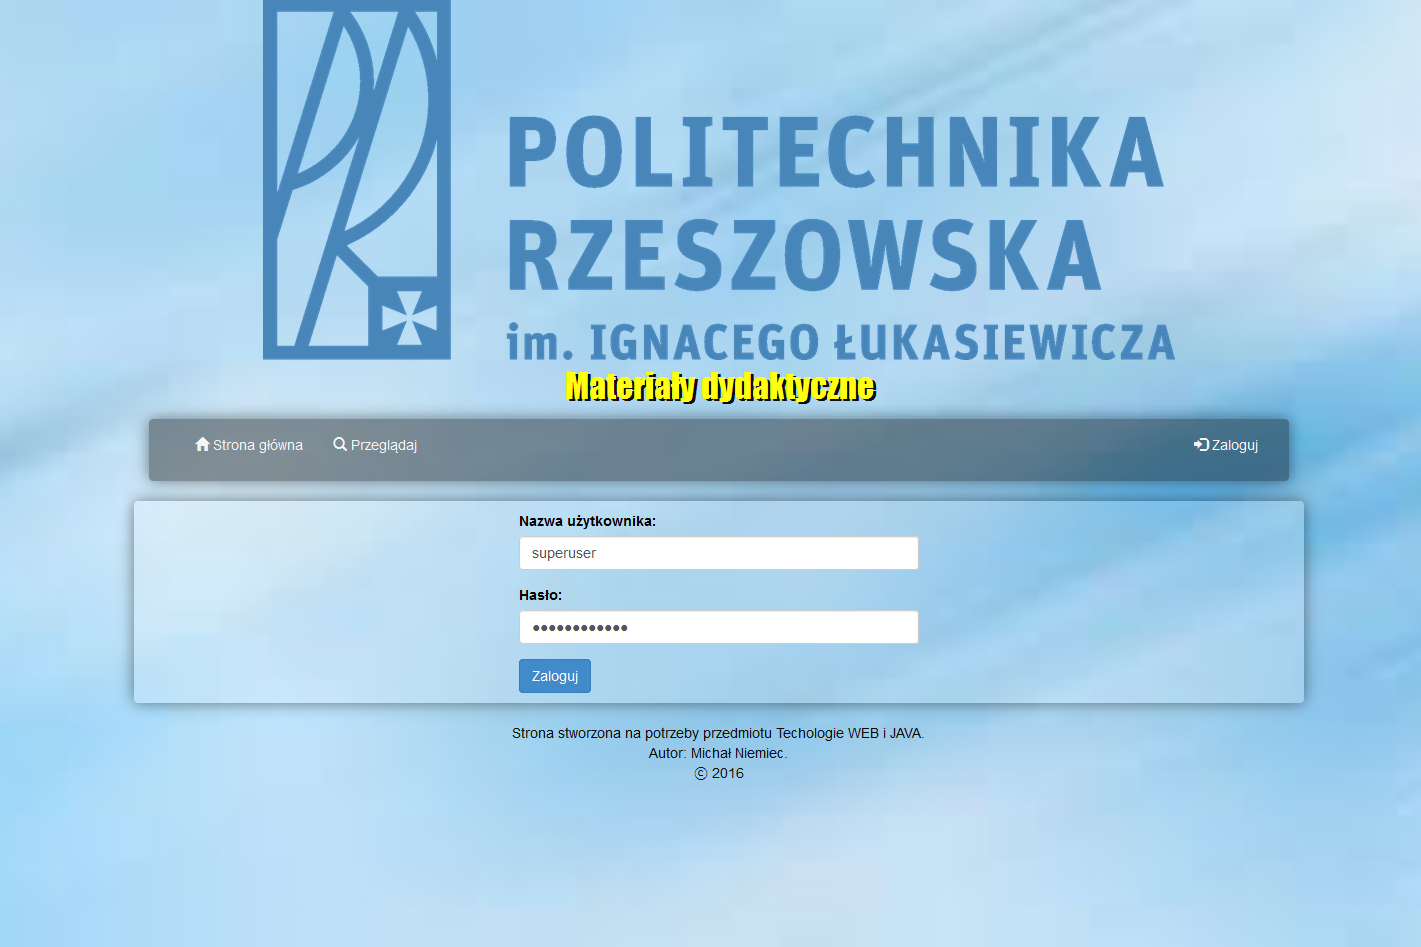 POLITECHNIKA
RZESZOWSKA
im. IGNACEGO ŁUKASIEWICZA
Materiały dydaktyczne
Strona główna Przeglądaj Zaloguj
Nazwa użytkownika:
superuser
Hasło:
••••••••••••
Zaloguj
Strona stworzona na potrzeby przedmiotu Techologie WEB i JAVA.
Autor: Michał Niemiec.
© 2016